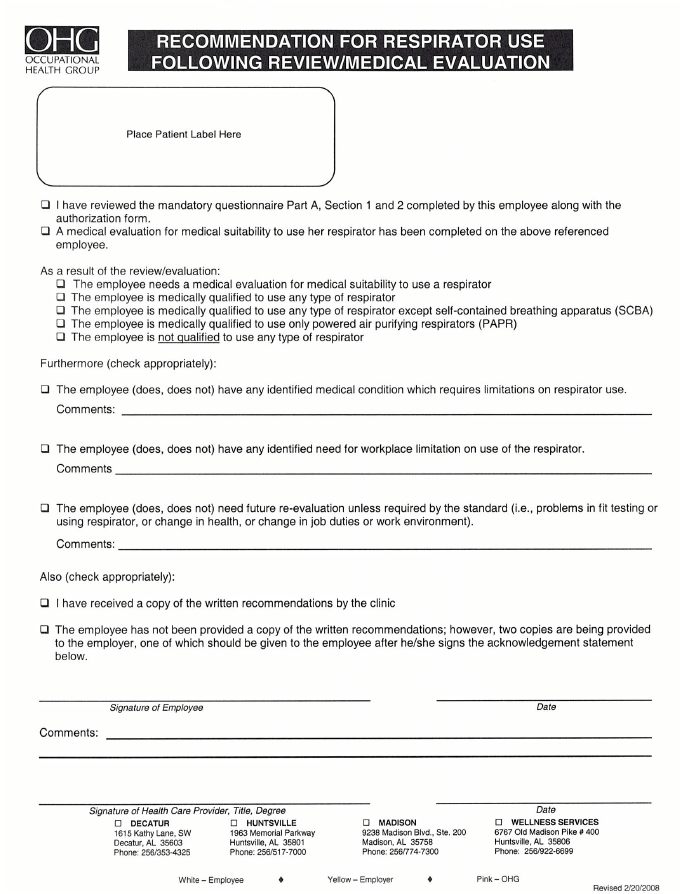 OHG
OCCUPATIONAL
HEALTH GROUP
RECOMMENDATION FOR RESPIRATOR USE
FOLLOWING REVIEW/MEDICAL EVALUATION
Place Patient Label Here
❑ I have reviewed the mandatory questionnaire Part A, Section 1 and 2 completed by this employee along with the
authorization form.
❑ A medical evaluation for medical suitability to use her respirator has been completed on the above referenced
employee.
As a result of the review/evaluation:
❑ The employee needs a medical evaluation for medical suitability to use a respirator
❑ The employee is medically qualified to use any type of respirator
❑ The employee is medically qualified to use any type of respirator except self-contained breathing apparatus (SCBA)
❑ The employee is medically qualified to use only powered air purifying respirators (PAPR)
❑ The employee is not qualified to use any type of respirator
Furthermore (check appropriately):
❑ The employee (does, does not) have any identified medical condition which requires limitations on respirator use.
Comments:
❑ The employee (does, does not) have any identified need for workplace limitation on use of the respirator.
Comments
❑ The employee (does, does not) need future re-evaluation unless required by the standard (i.e., problems in fit testing or
using respirator, or change in health, or change in job duties or work environment).
Comments:
Also (check appropriately):
❑ I have received a copy of the written recommendations by the clinic
❑ The employee has not been provided a copy of the written recommendations; however, two copies are being provided
to the employer, one of which should be given to the employee after he/she signs the acknowledgement statement
below.
Signature of Employee Date
Comments:
Signature of Health Care Provider, Title, Degree Date
☐ DECATUR ☐ HUNTSVILLE ☐ MADISON ☐ WELLNESS SERVICES
1615 Kathy Lane, SW 1963 Memorial Parkway 9238 Madison Blvd., Ste. 200 6767 Old Madison Pike # 400
Decatur, AL 35603 Huntsville, AL 35801 Madison, AL 35758 Huntsville, AL 35806
Phone: 256/353-4325 Phone: 256/517-7000 Phone: 256/774-7300 Phone: 256/922-6699
White – Employee ♦ Yellow – Employer ♦ Pink – OHG
Revised 2/20/2008